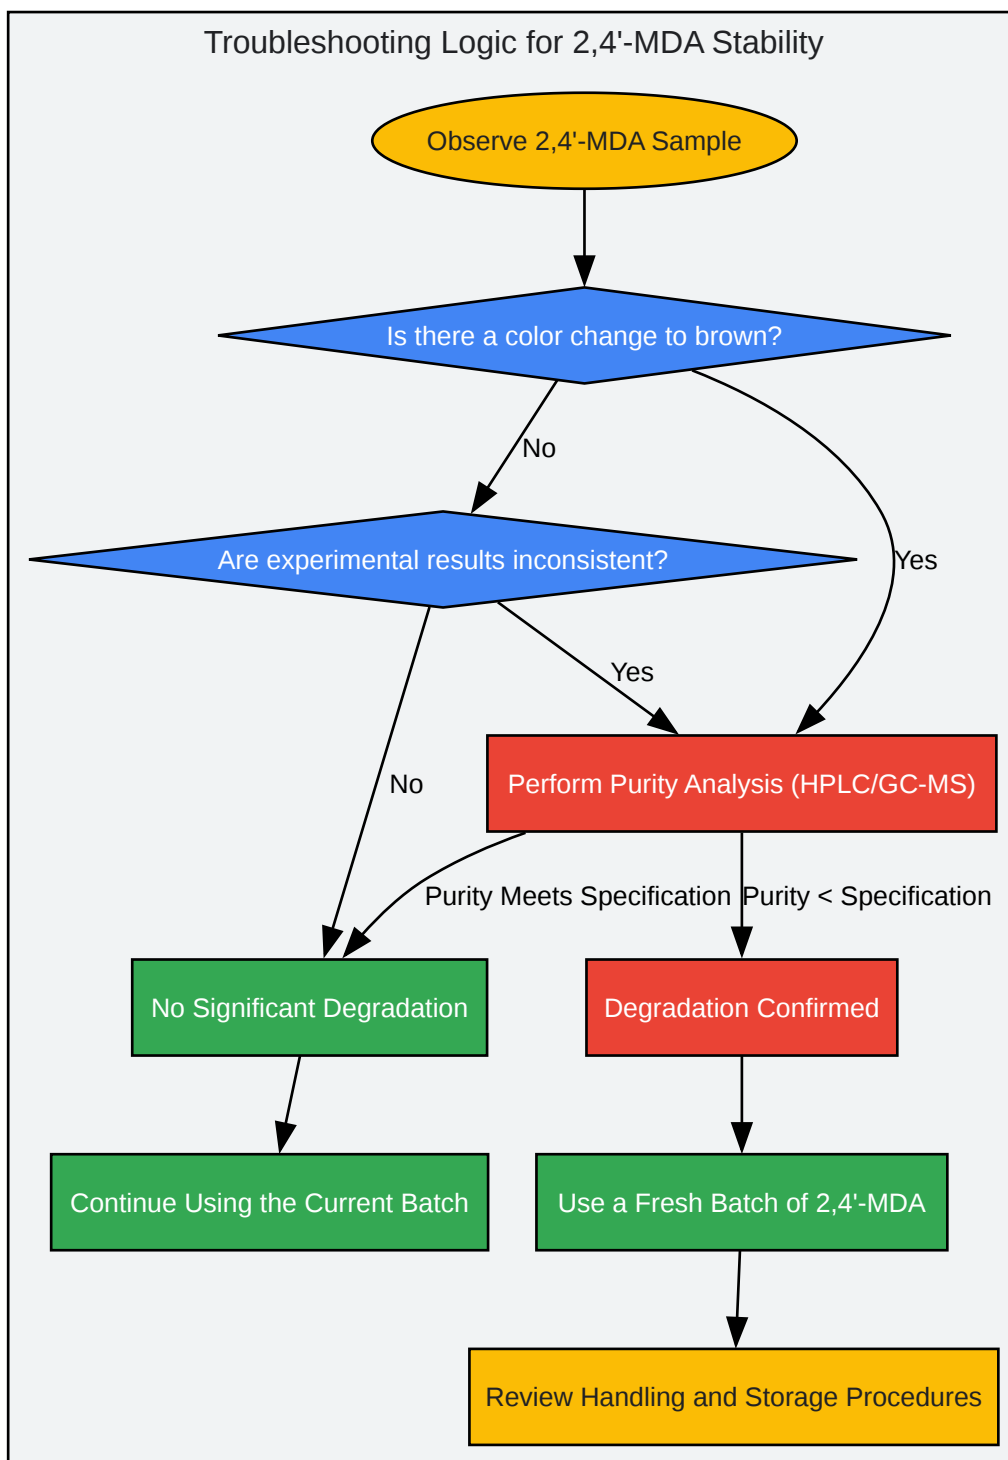 Troubleshooting Logic for 2,4'-MDA Stability
Observe 2,4'-MDA Sample
Is there a color change to brown?
No
Yes
Are experimental results inconsistent?
Yes
No
Perform Purity Analysis (HPLC/GC-MS)
Purity Meets Specification
Purity < Specification
No Significant Degradation
Degradation Confirmed
Continue Using the Current Batch
Use a Fresh Batch of 2,4'-MDA
Review Handling and Storage Procedures